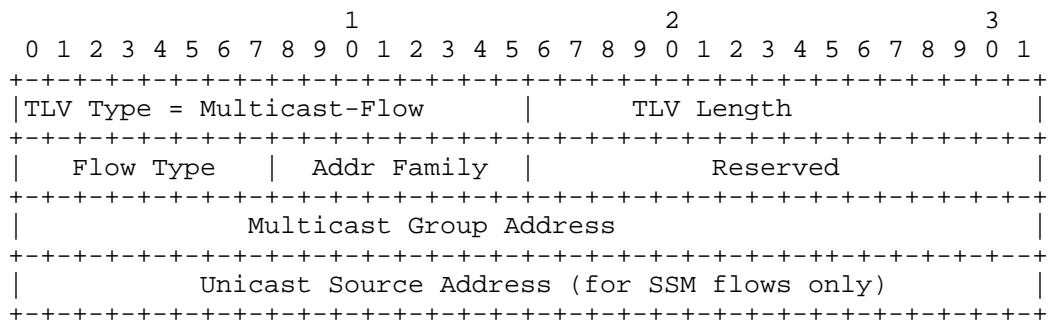 1                   2                   3
 0 1 2 3 4 5 6 7 8 9 0 1 2 3 4 5 6 7 8 9 0 1 2 3 4 5 6 7 8 9 0 1
+-+-+-+-+-+-+-+-+-+-+-+-+-+-+-+-+-+-+-+-+-+-+-+-+-+-+-+-+-+-+-+-+
|TLV Type = Multicast-Flow      |      TLV Length               |
+-+-+-+-+-+-+-+-+-+-+-+-+-+-+-+-+-+-+-+-+-+-+-+-+-+-+-+-+-+-+-+-+
|   Flow Type   |  Addr Family  |           Reserved            |
+-+-+-+-+-+-+-+-+-+-+-+-+-+-+-+-+-+-+-+-+-+-+-+-+-+-+-+-+-+-+-+-+
|              Multicast Group Address                          |
+-+-+-+-+-+-+-+-+-+-+-+-+-+-+-+-+-+-+-+-+-+-+-+-+-++-+-+-+-+-+--+
|           Unicast Source Address (for SSM flows only)         |
+-+-+-+-+-+-+-+-+-+-+-+-+-+-+-+-+-+-+-+-+-+-+-+-+-+-+-+-+-+-+-+-+